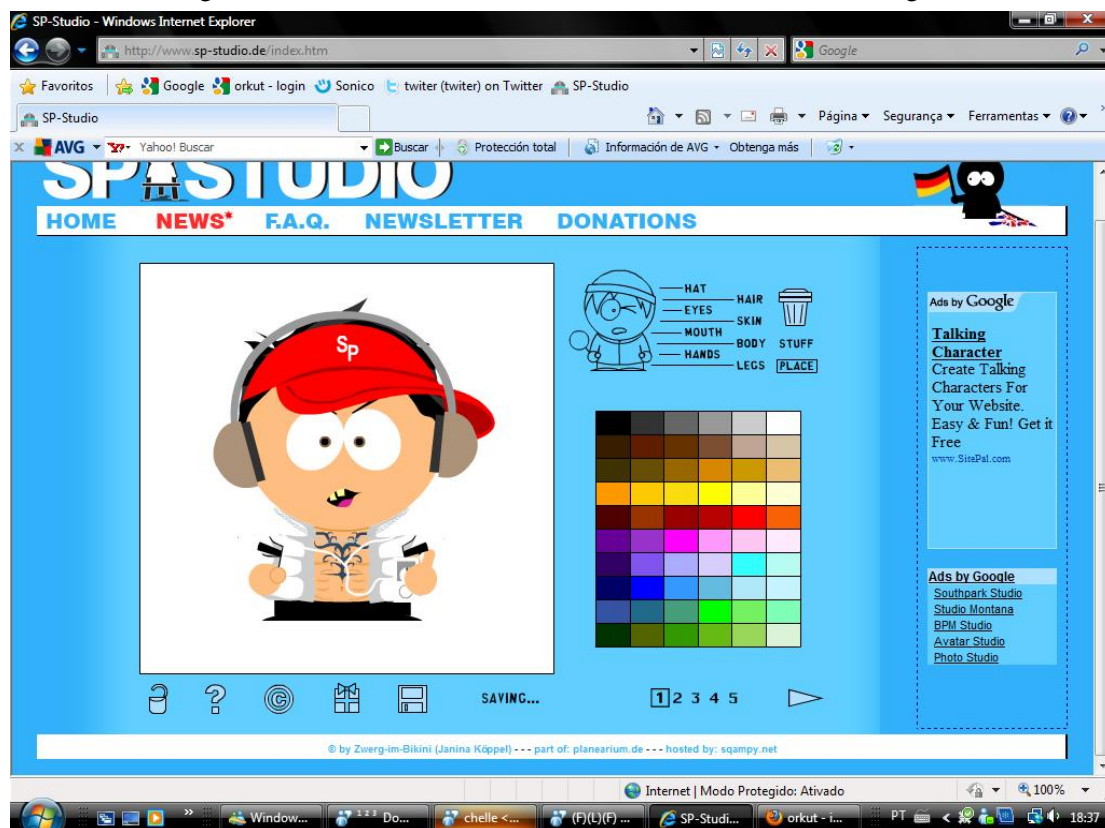 SP-Studio - Windows Internet Explorer
http://www.sp-studio.de/index.htm
Google
Favoritos
Google
orkut - login
Sonico
twiter (twiter) on Twitter
SP-Studio
SP-Studio
Página
Segurança
Ferramentas
X AVG
Yahoo! Buscar
Buscar
Protección total
Información de AVG
Obtenga más
SP STUDIO
HOME NEWS* F.A.Q. NEWSLETTER DONATIONS
SP
HAT
HAIR
EYES
SKIN
MOUTH
BODY STUFF
HANDS
LEGS PLACE
Ads by Google
Talking
Character
Create Talking
Characters For
Your Website.
Easy & Fun! Get it
Free
www.SitePal.com
Ads by Google
Southpark Studio
Studio Montana
BPM Studio
Avatar Studio
Photo Studio
? © SAVING... 1 2 3 4 5
© by Zwerg-im-Bikini (Janina Köppel) - - - part of: planearium.de - - - hosted by: sqampy.net
Internet | Modo Protegido: Ativado
100%
Window...
1 2 3 Do...
chelle <...
(F)(L)(F) ...
SP-Studi...
orkut - i...
PT
18:37